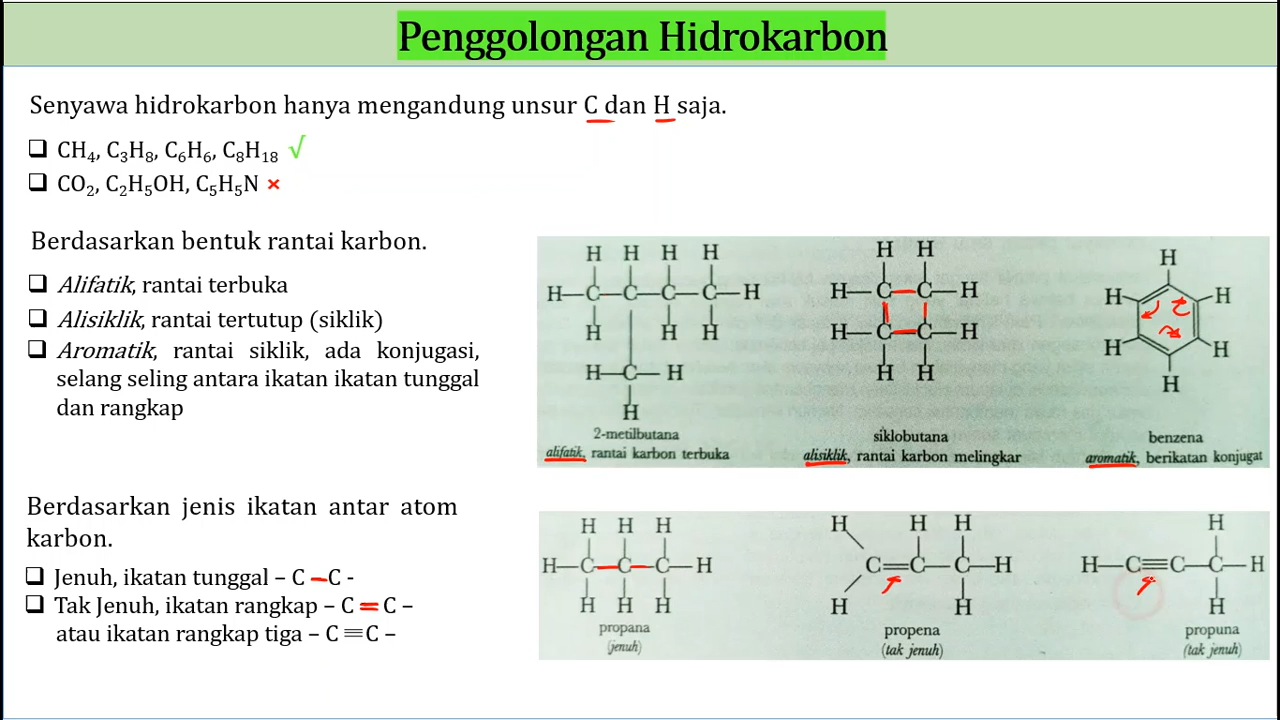 Penggolongan Hidrokarbon
Senyawa hidrokarbon hanya mengandung unsur C dan H saja.
❑ CH₄, C₃H₈, C₆H₆, C₈H₁₈ √
❑ CO₂, C₂H₅OH, C₅H₅N ×
Berdasarkan bentuk rantai karbon.
❑ Alifatik, rantai terbuka
❑ Alisiklik, rantai tertutup (siklik)
❑ Aromatik, rantai siklik, ada konjugasi,
selang seling antara ikatan ikatan tunggal
dan rangkap
H H H H
H—C—C—C—C—H
H H H
H—C—H
H
2-metilbutana
alifatik, rantai karbon terbuka
H H
H—C—C—H
H—C—C—H
H H
siklobutana
alisiklik, rantai karbon melingkar
H
H H
H H
H
benzena
aromatik, berikatan konjugat
Berdasarkan jenis ikatan antar atom
karbon.
❑ Jenuh, ikatan tunggal – C – C -
❑ Tak Jenuh, ikatan rangkap – C = C –
atau ikatan rangkap tiga – C ≡ C –
H H H
H—C—C—C—H
H H H
propana
(jenuh)
H H H
C=C—C—H
H H
propena
(tak jenuh)
H
H—C≡C—C—H
H
propuna
(tak jenuh)